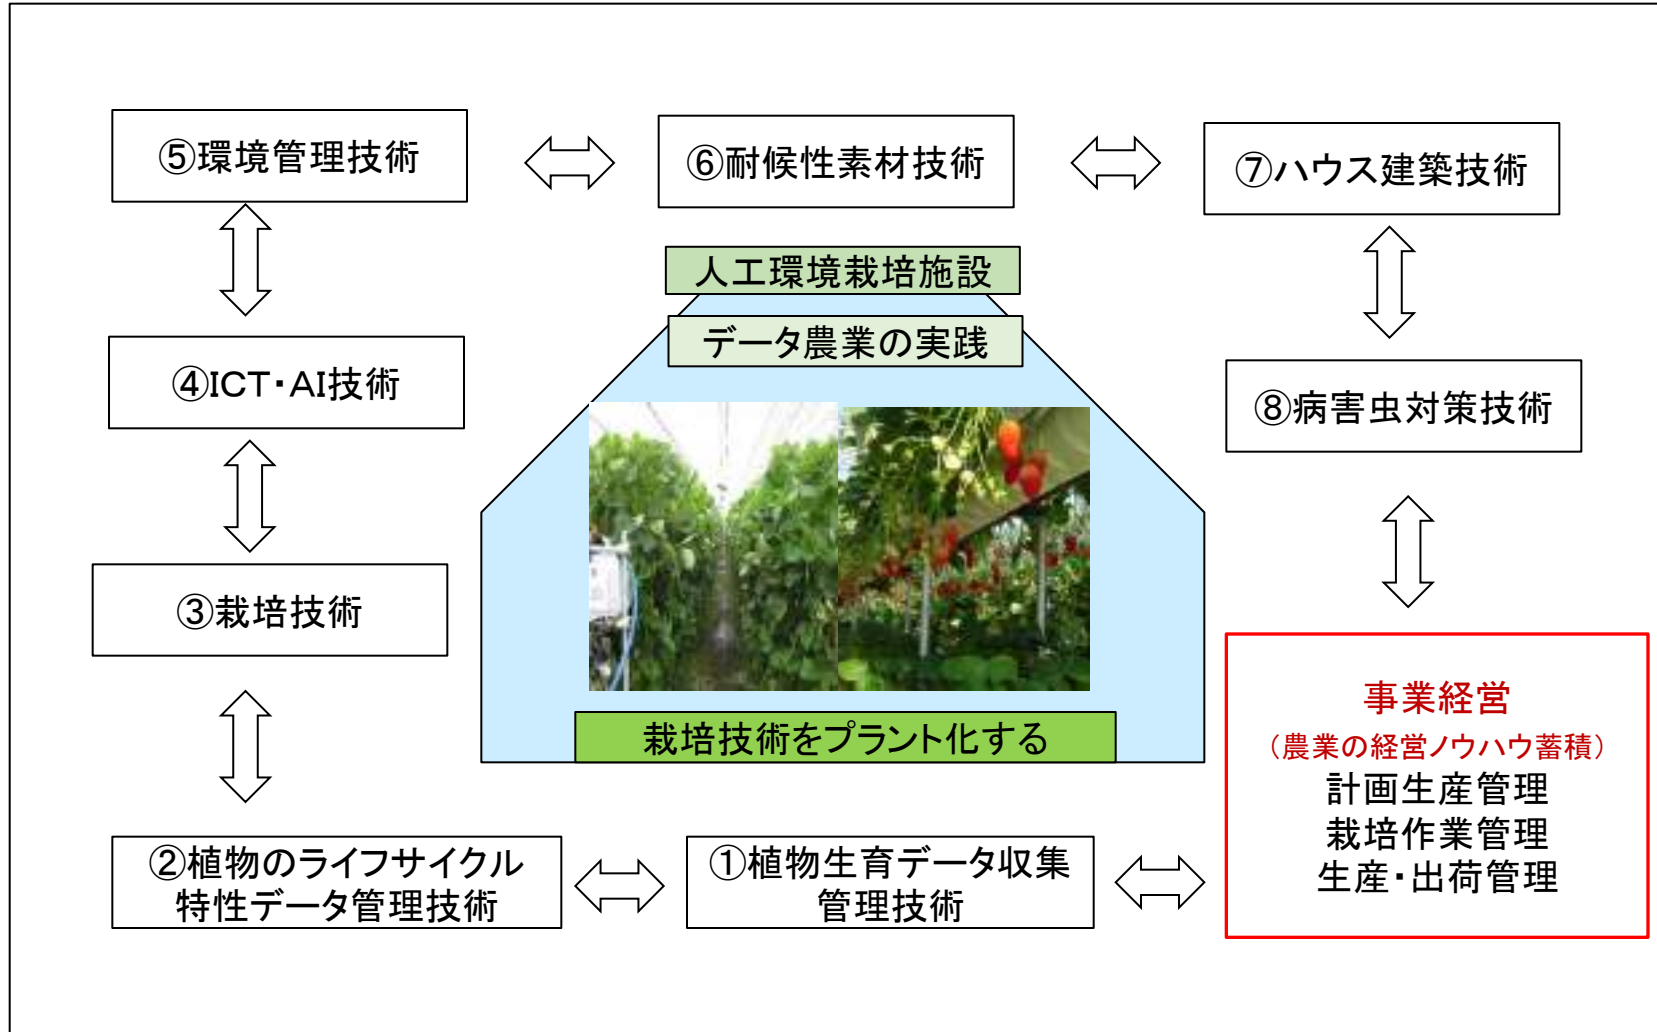 ⑤環境管理技術
⑥耐候性素材技術
⑦ハウス建築技術
人工環境栽培施設
データ農業の実践
④ICT・AI技術
⑧病害虫対策技術
③栽培技術
栽培技術をプラント化する
事業経営
（農業の経営ノウハウ蓄積）
計画生産管理
栽培作業管理
生産・出荷管理
②植物のライフサイクル
特性データ管理技術
①植物生育データ収集
管理技術